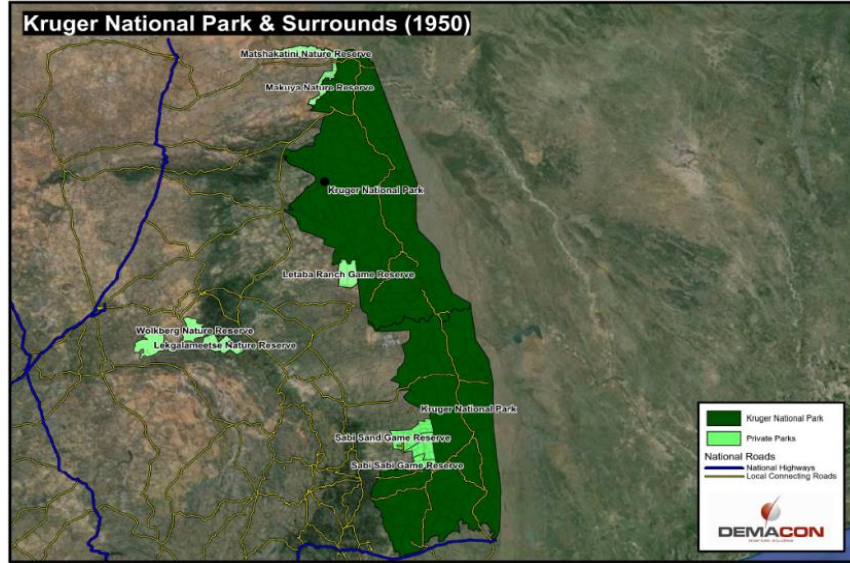 Kruger National Park & Surrounds (1950)
Matshakatini Nature Reserve
Makuya Nature Reserve
Kruger National Park
Letaba Ranch Game Reserve
Wolkberg Nature Reserve
Lekgalameetse Nature Reserve
Kruger National Park
Sabi Sand Game Reserve
Sabi Sabi Game Reserve
Kruger National Park
Private Parks
National Roads
National Highways
Local Connecting Roads
DEMACON